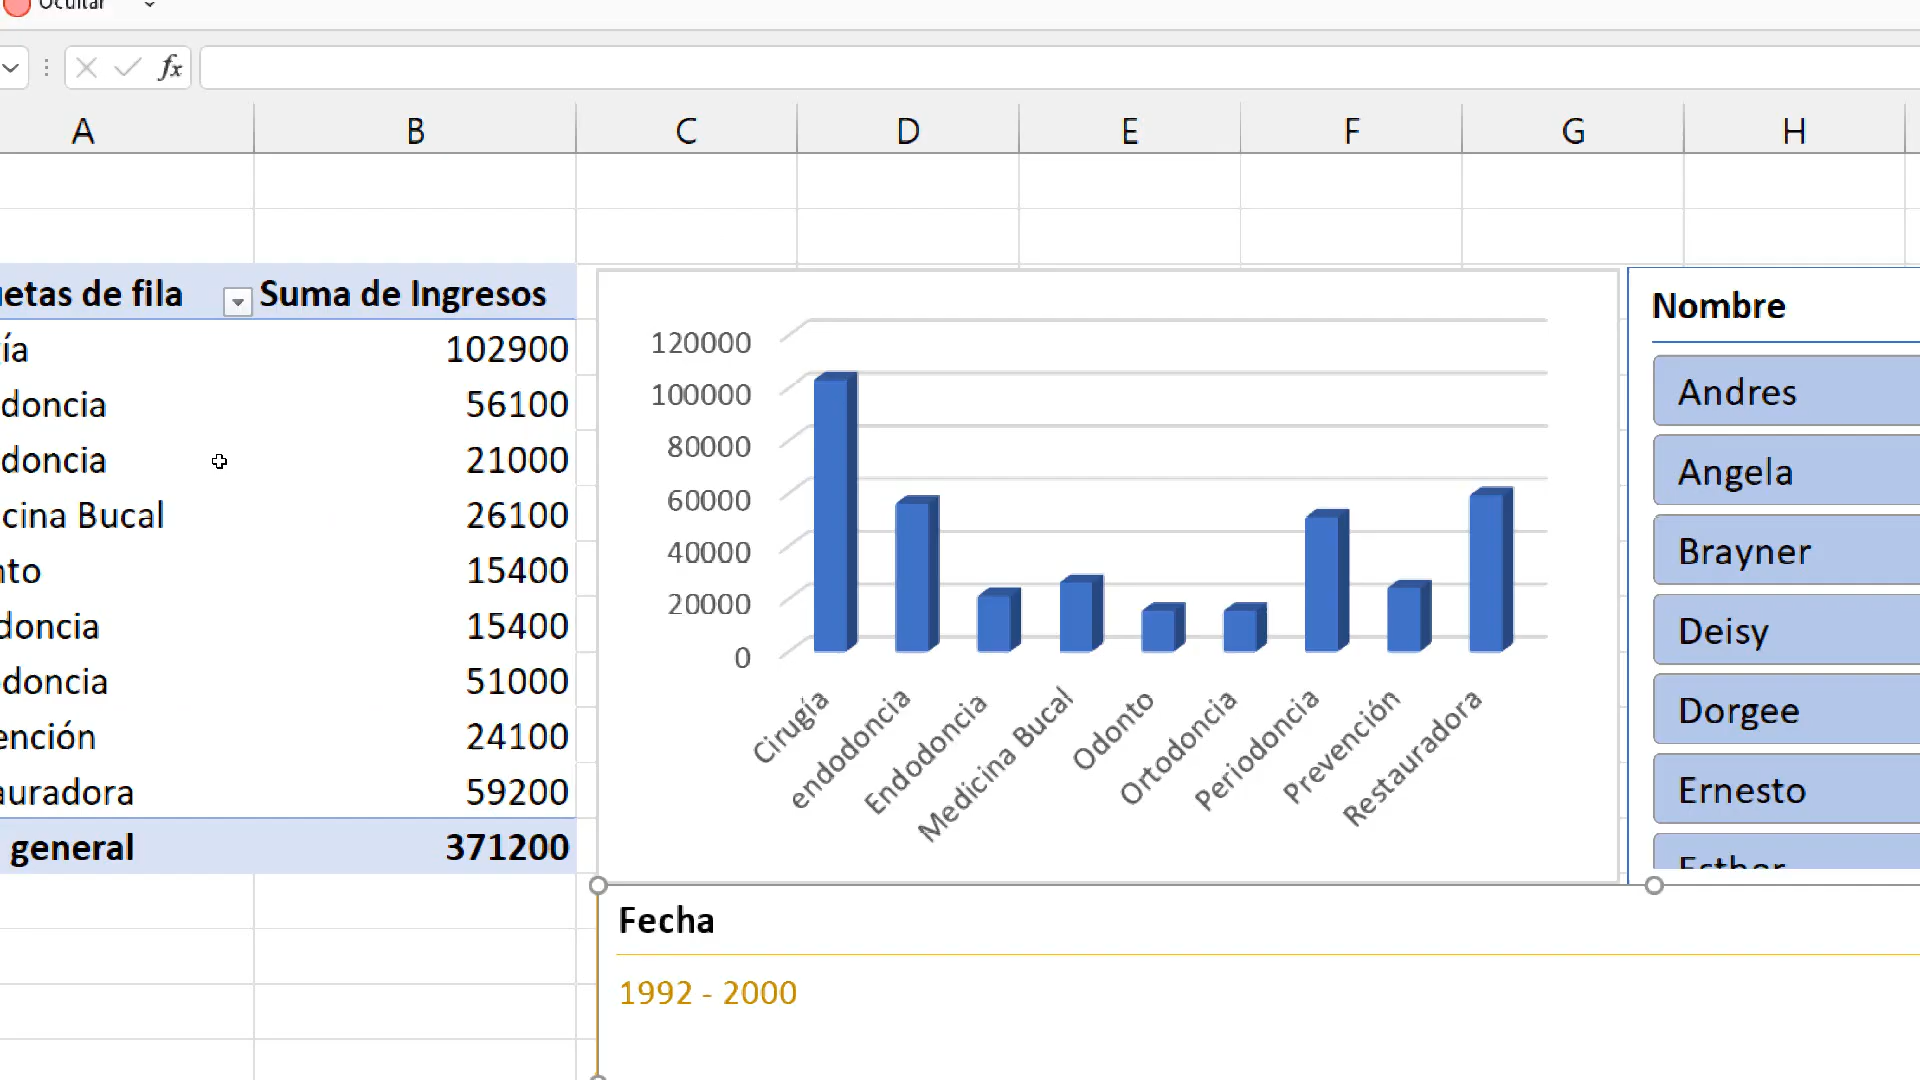 Ocultar
fx
A B C D E F G H
etas de fila Suma de Ingresos
ía 102900
doncia 56100
doncia 21000
cina Bucal 26100
nto 15400
doncia 15400
doncia 51000
ención 24100
auradora 59200
general 371200
120000
100000
80000
60000
40000
20000
0
Cirugía
endodoncia
Endodoncia
Medicina Bucal
Odonto
Ortodoncia
Periodoncia
Prevención
Restauradora
Nombre
Andres
Angela
Brayner
Deisy
Dorgee
Ernesto
Esther
Fecha
1992 - 2000